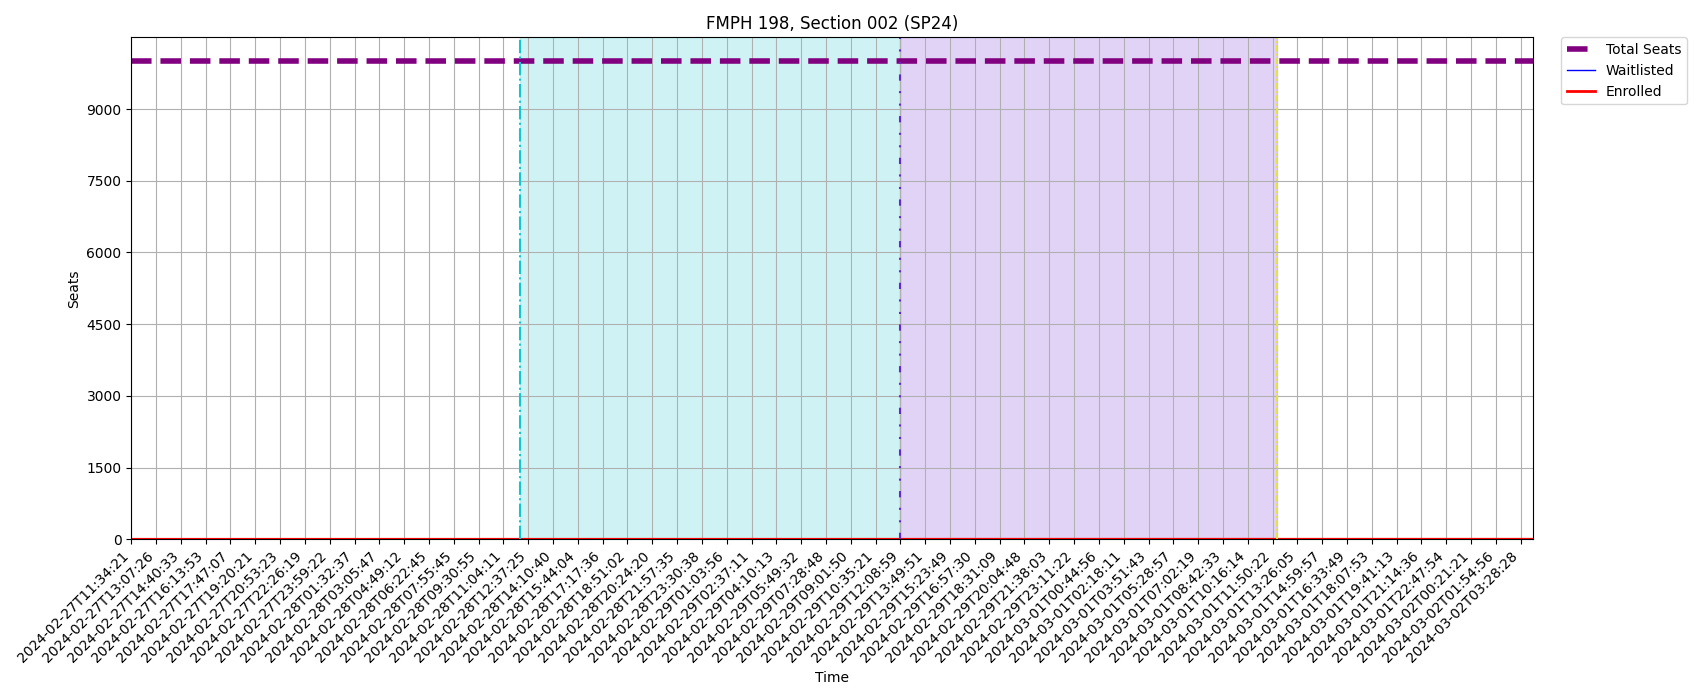 FMPH 198, Section 002 (SP24)
Total Seats
Waitlisted
Enrolled
Seats
9000
7500
6000
4500
3000
1500
0
2024-02-27T11:34:21
2024-02-27T13:07:26
2024-02-27T14:40:33
2024-02-27T16:13:53
2024-02-27T17:47:07
2024-02-27T19:20:21
2024-02-27T20:53:23
2024-02-27T22:26:19
2024-02-27T23:59:22
2024-02-28T01:32:37
2024-02-28T03:05:47
2024-02-28T04:49:12
2024-02-28T06:22:45
2024-02-28T07:55:45
2024-02-28T09:30:55
2024-02-28T11:04:11
2024-02-28T12:37:25
2024-02-28T14:10:40
2024-02-28T15:44:04
2024-02-28T17:17:36
2024-02-28T18:51:02
2024-02-28T20:24:20
2024-02-28T21:57:35
2024-02-28T23:30:38
2024-02-29T01:03:56
2024-02-29T02:37:11
2024-02-29T04:10:13
2024-02-29T05:49:32
2024-02-29T07:28:48
2024-02-29T09:01:50
2024-02-29T10:35:21
2024-02-29T12:08:59
2024-02-29T13:49:51
2024-02-29T15:23:49
2024-02-29T16:57:30
2024-02-29T18:31:09
2024-02-29T20:04:48
2024-02-29T21:38:03
2024-02-29T23:11:22
2024-03-01T00:44:56
2024-03-01T02:18:11
2024-03-01T03:51:43
2024-03-01T05:28:57
2024-03-01T07:02:19
2024-03-01T08:42:33
2024-03-01T10:16:14
2024-03-01T11:50:22
2024-03-01T13:26:05
2024-03-01T14:59:57
2024-03-01T16:33:49
2024-03-01T18:07:53
2024-03-01T19:41:13
2024-03-01T21:14:36
2024-03-01T22:47:54
2024-03-02T00:21:21
2024-03-02T01:54:56
2024-03-02T03:28:28
Time